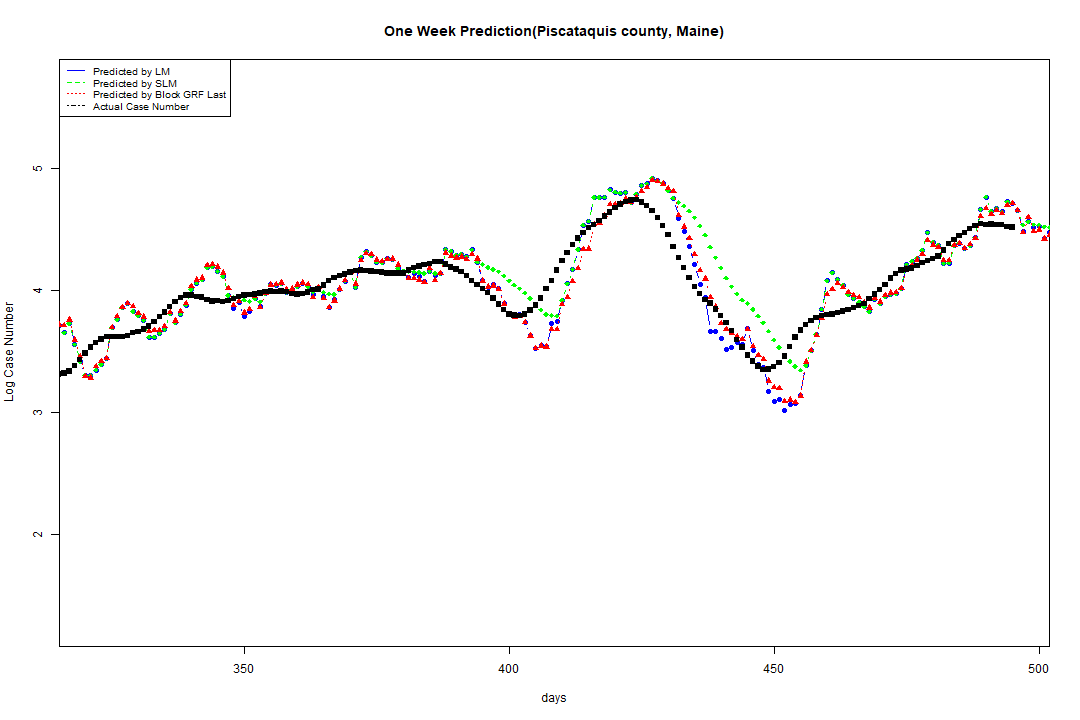 One Week Prediction(Piscataquis county, Maine)
Predicted by LM
Predicted by SLM
Predicted by Block GRF Last
Actual Case Number
5
4
3
2
Log Case Number
350
400
450
500
days